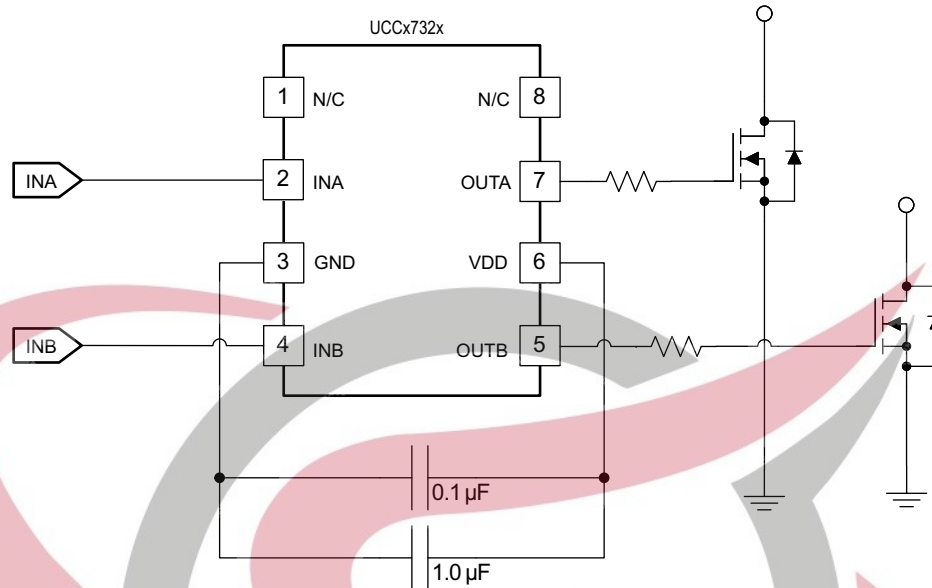 UCCx732x
1 N/C
N/C 8
INA
2 INA
OUTA 7
3 GND
VDD 6
INB
4 INB
OUTB 5
0.1 µF
1.0 µF